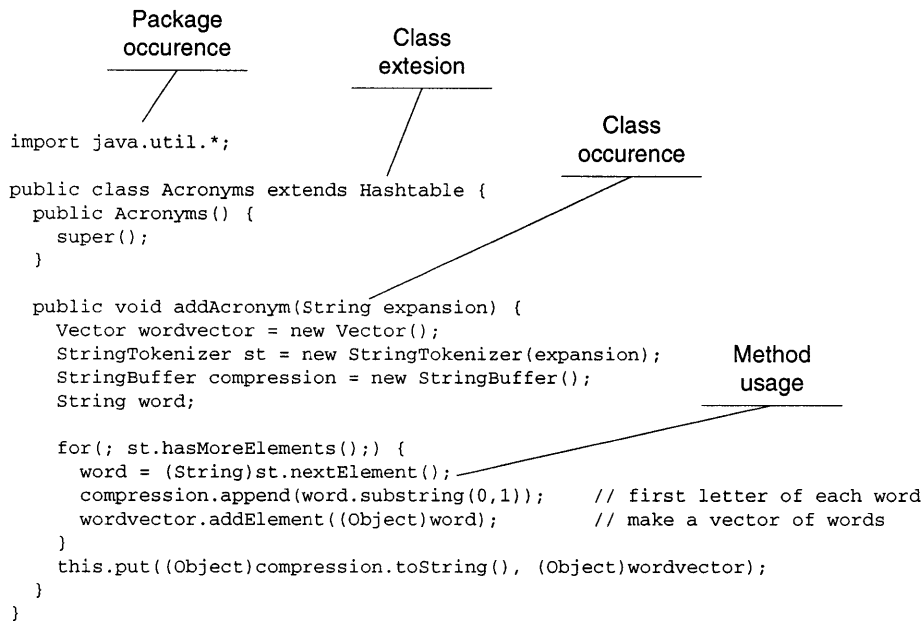 Package
occurence
Class
extesion
Class
occurence
import java.util.*;
public class Acronyms extends Hashtable {
public Acronyms() {
super();
}
public void addAcronym(String expansion) {
Vector wordvector = new Vector();
StringTokenizer st = new StringTokenizer(expansion);
StringBuffer compression = new StringBuffer();
String word;
Method
usage
for(; st.hasMoreElements();) {
word = (String)st.nextElement();
compression.append(word.substring(0,1)); // first letter of each word
wordvector.addElement((Object)word); // make a vector of words
}
this.put((Object)compression.toString(), (Object)wordvector);
}
}